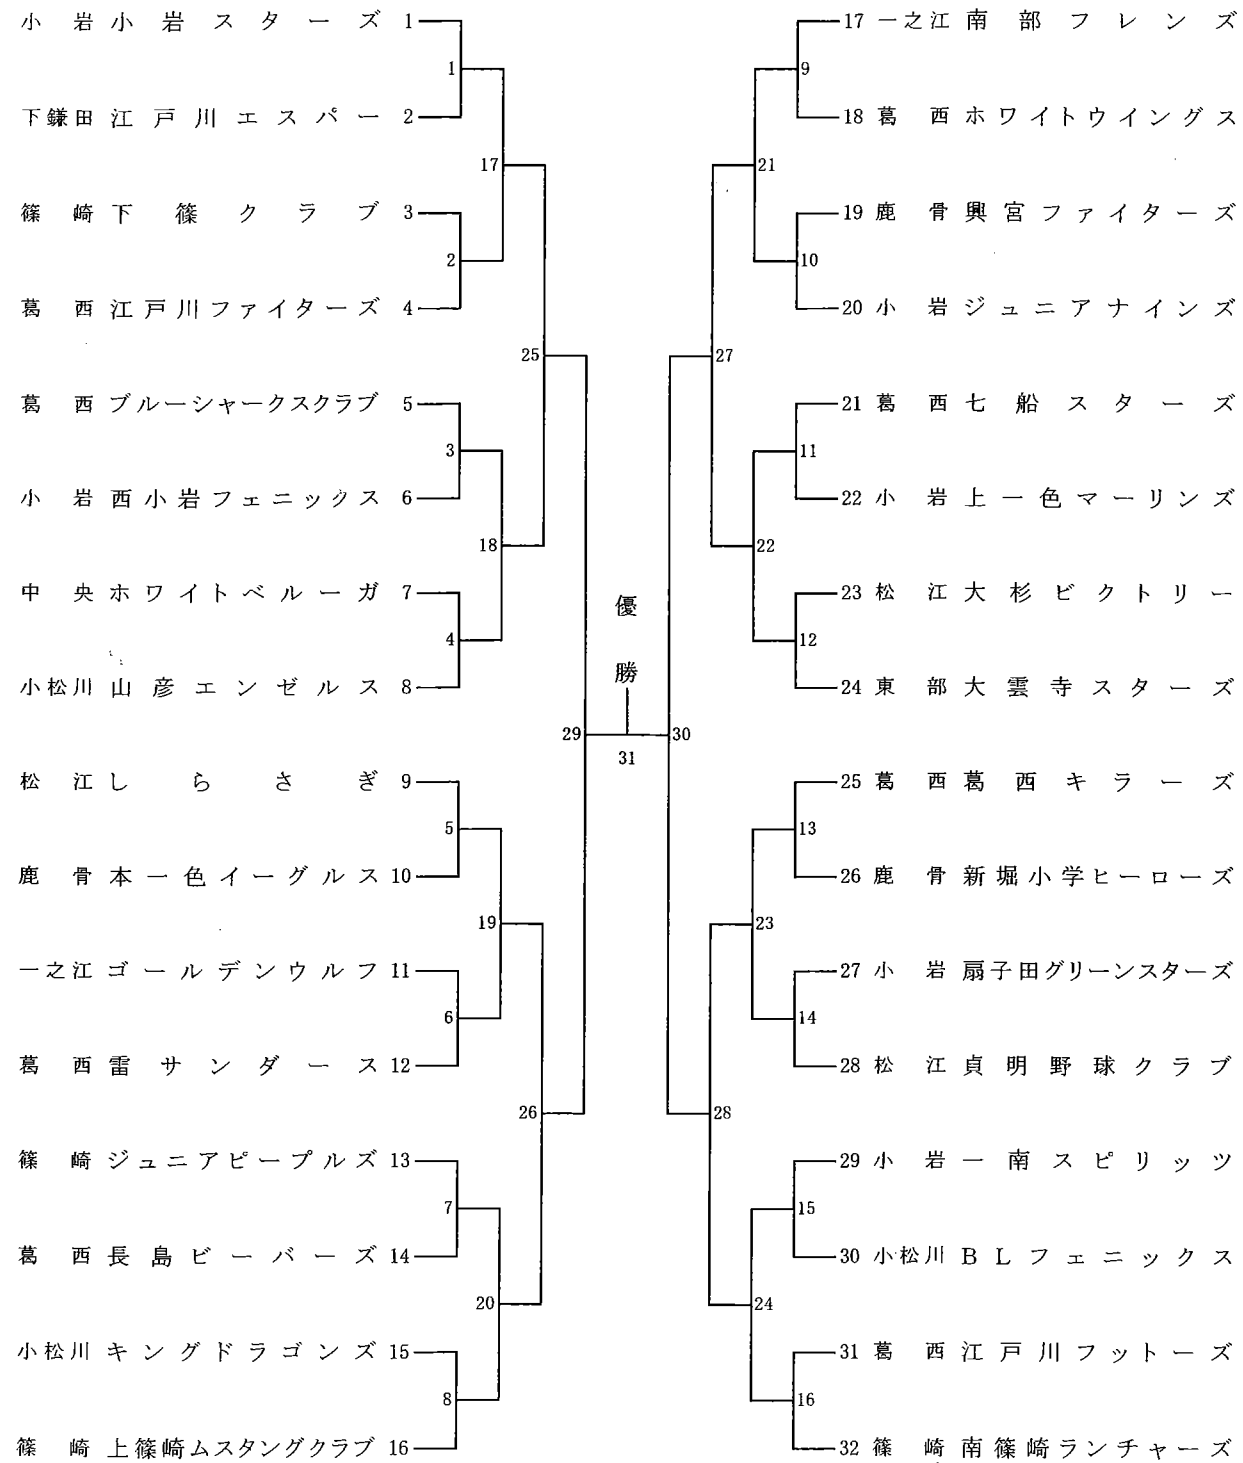 小岩 小岩スターズ 1
1
下鎌田 江戸川エスパー 2
17
篠崎 下篠クラブ 3
2
葛西 江戸川ファイターズ 4
25
葛西 ブルーシャークスクラブ 5
3
小岩 西小岩フェニックス 6
18
中央 ホワイトベルーガ 7
4
小松川 山彦エンゼルス 8
29
松江 しらさぎ 9
5
鹿骨 本一色イーグルス 10
19
一之江 ゴールデンウルフ 11
6
葛西 雷サンダース 12
26
篠崎 ジュニアピープルズ 13
7
葛西 長島ビーバーズ 14
20
小松川 キングドラゴンズ 15
8
篠崎 上篠崎ムスタングクラブ 16
優勝
31
17 一之江 南部フレンズ
9
18 葛西 ホワイトウイングス
21
19 鹿骨 興宮ファイターズ
10
20 小岩 ジュニアナインズ
27
21 葛西 七船スターズ
11
22 小岩 上一色マーリンズ
22
23 松江 大杉ビクトリー
12
24 東部 大雲寺スターズ
30
25 葛西 葛西キラーズ
13
26 鹿骨 新堀小学ヒーローズ
23
27 小岩 扇子田グリーンスターズ
14
28 松江 貞明野球クラブ
28
29 小岩 一南スピリッツ
15
30 小松川 BLフェニックス
24
31 葛西 江戸川フットーズ
16
32 篠崎 南篠崎ランチャーズ